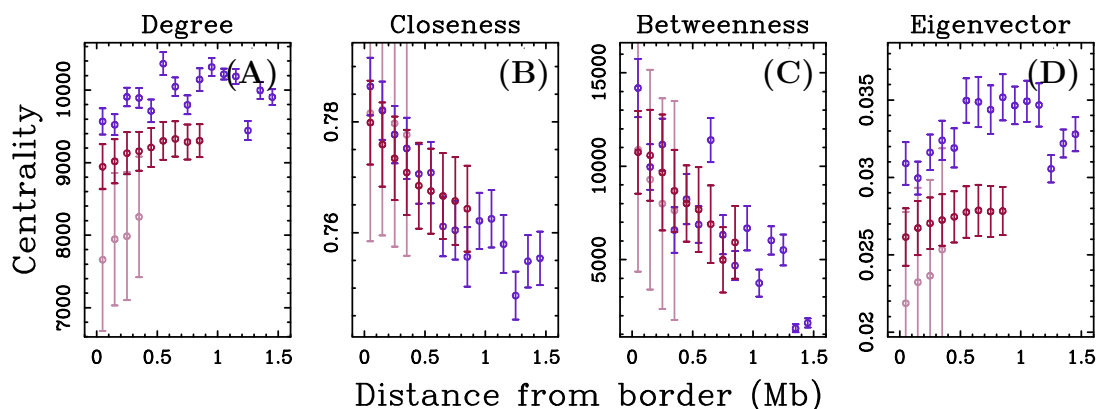 Degree Closeness Betweenness Eigenvector
(A) (B) (C) (D)
Centrality
10000
9000
8000
7000
0.78
0.76
15000
10000
5000
0.035
0.03
0.025
0.02
0 0.5 1 1.5 0 0.5 1 1.5 0 0.5 1 1.5 0 0.5 1 1.5
Distance from border (Mb)